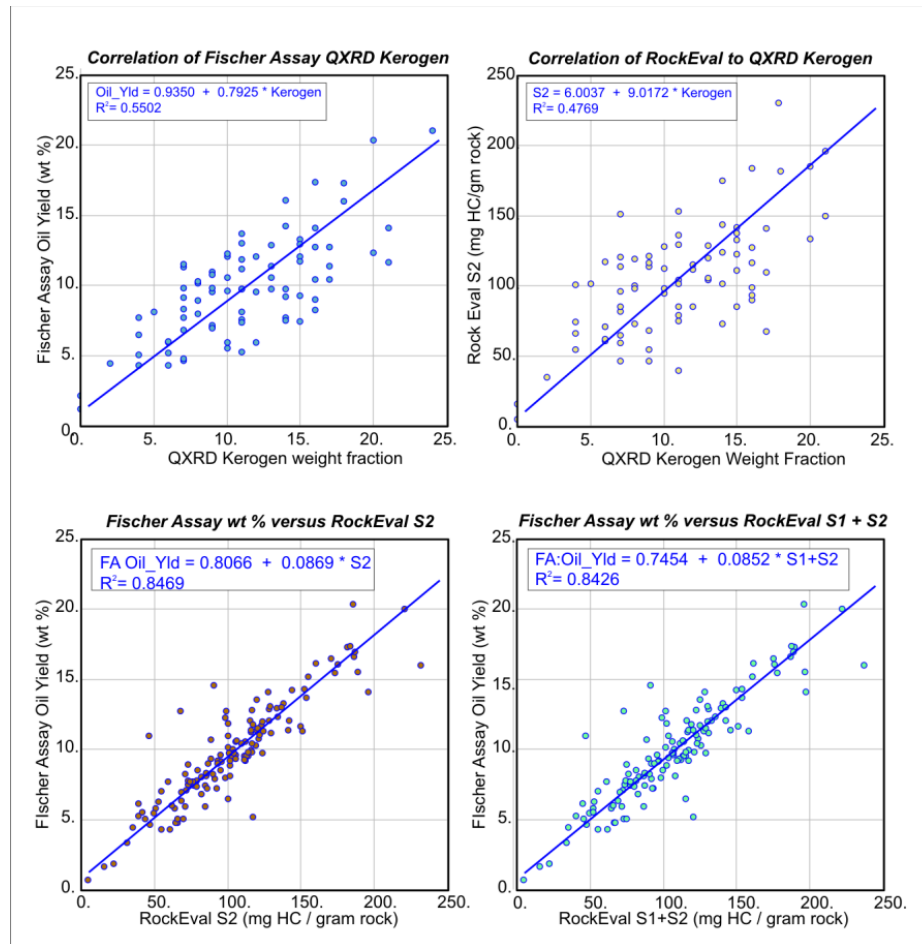 Correlation of Fischer Assay QXRD Kerogen
25.
20.
15.
10.
5.
0.
Fischer Assay Oil Yield (wt %)
Oil_Yld = 0.9350 + 0.7925 * Kerogen
R²= 0.5502
0. 5. 10. 15. 20. 25.
QXRD Kerogen weight fraction
Correlation of RockEval to QXRD Kerogen
250
200
150
100
50.
0.
Rock Eval S2 (mg HC/gm rock)
S2 = 6.0037 + 9.0172 * Kerogen
R²= 0.4769
0. 5. 10. 15. 20. 25.
QXRD Kerogen Weight Fraction
Fischer Assay wt % versus RockEval S2
25.
20.
15.
10.
5.
0.
FIscher Assay Oil Yield (wt %)
FA Oil_Yld = 0.8066 + 0.0869 * S2
R²= 0.8469
0. 50. 100. 150. 200. 250
RockEval S2 (mg HC / gram rock)
Fischer Assay wt % versus RockEval S1 + S2
25.
20.
15.
10.
5.
0.
FIscher Assay Oil Yield (wt %)
FA:Oil_Yld = 0.7454 + 0.0852 * S1+S2
R²= 0.8426
0. 50. 100. 150. 200. 250
RockEval S1+S2 (mg HC / gram rock)